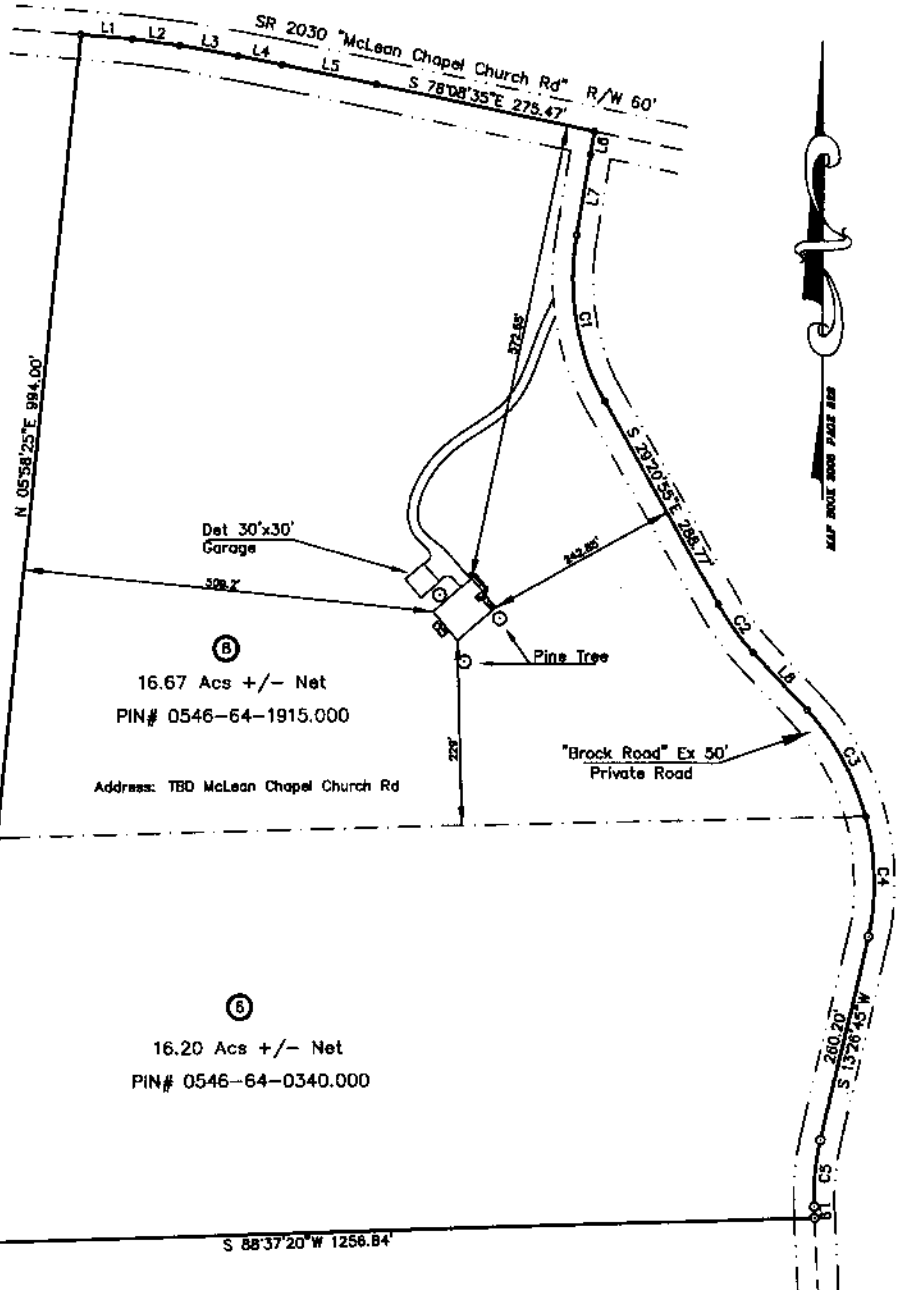 SR 2030 "McLean Chapel Church Rd" R/W 60'
L1
L2
L3
L4
L5
S 78°08'35"E 275.47'
L6
L7
C1
572.65'
N 05°58'25"E 994.00'
S 29°20'55"E 288.77'
Det 30'x30'
Garage
509.2'
242.85'
C2
L8
Pine Tree
8
16.67 Acs +/- Net
PIN# 0546-64-1915.000
229'
"Brock Road" Ex 50'
Private Road
Address: TBD McLean Chapel Church Rd
C3
C4
6
16.20 Acs +/- Net
PIN# 0546-64-0340.000
260.20'
S 13°26'45"W
C5
S 88°37'20"W 1256.84'
MAP BOOK PAGE